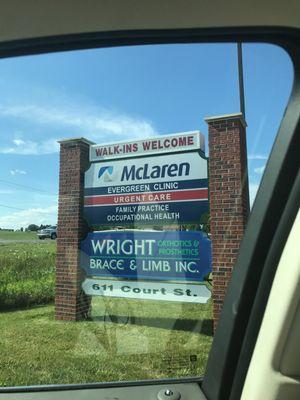 WALK-INS WELCOME
McLaren
EVERGREEN CLINIC
URGENT CARE
FAMILY PRACTICE
OCCUPATIONAL HEALTH
WRIGHT ORTHOTICS &
PROSTHETICS
BRACE & LIMB INC.
611 Court St.